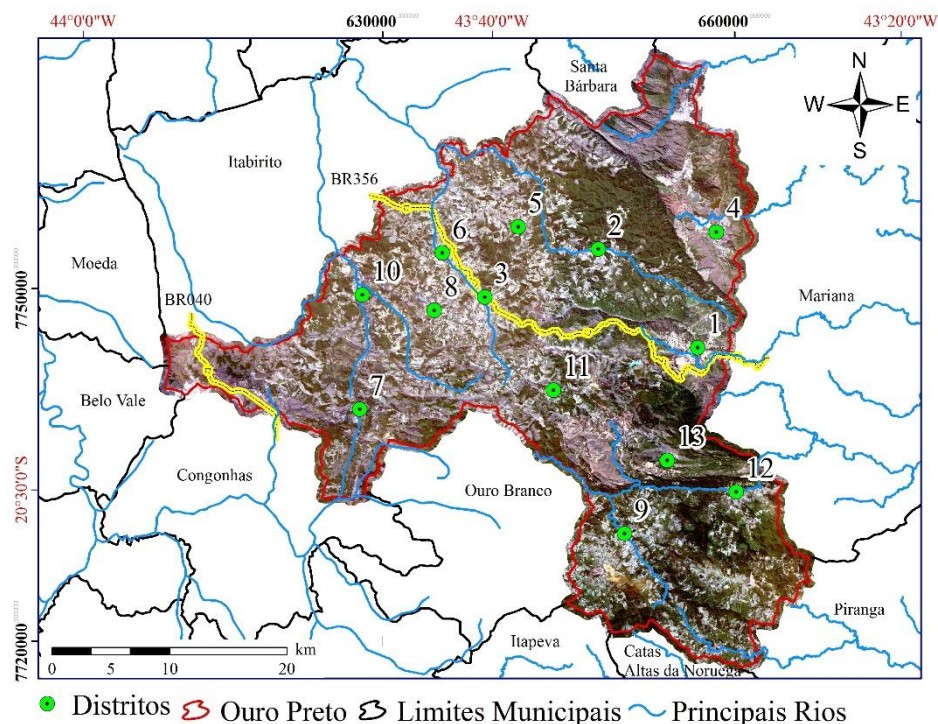 44°0'0"W 630000 43°40'0"W 660000 43°20'0"W
Santa
Bárbara
N
W E
S
Itabirito
BR356
4
5
2
6
Moeda
10
3
8
7750000
BR040
Mariana
1
11
Belo Vale
7
13
12
Congonhas
Ouro Branco
20°30'0"S
9
Piranga
7720000
km
Itapeva
Catas
Altas da Noruega
0 5 10 20
Distritos Ouro Preto Limites Municipais Principais Rios